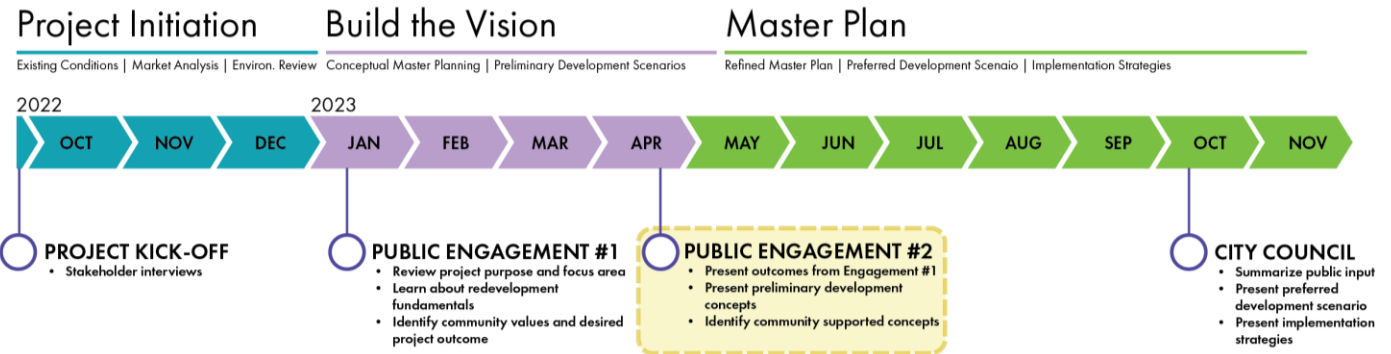 Project Initiation
Existing Conditions | Market Analysis | Environ. Review
Build the Vision
Conceptual Master Planning | Preliminary Development Scenarios
Master Plan
Refined Master Plan | Preferred Development Scenaio | Implementation Strategies
2022
2023
OCT
NOV
DEC
JAN
FEB
MAR
APR
MAY
JUN
JUL
AUG
SEP
OCT
NOV
PROJECT KICK-OFF
• Stakeholder interviews
PUBLIC ENGAGEMENT #1
• Review project purpose and focus area
• Learn about redevelopment
fundamentals
• Identify community values and desired
project outcome
PUBLIC ENGAGEMENT #2
• Present outcomes from Engagement #1
• Present preliminary development
concepts
• Identify community supported concepts
CITY COUNCIL
• Summarize public input
• Present preferred
development scenario
• Present implementation
strategies